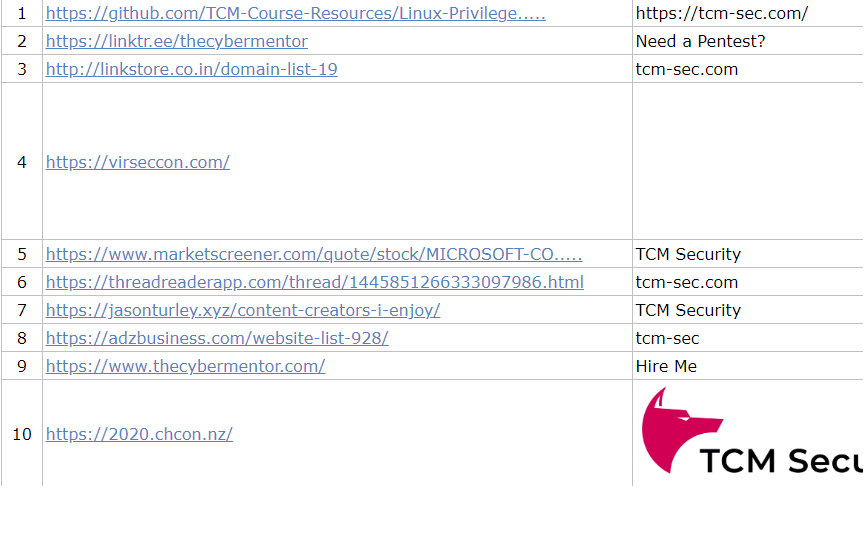 1 https://github.com/TCM-Course-Resources/Linux-Privilege..... https://tcm-sec.com/
2 https://linktr.ee/thecybermentor Need a Pentest?
3 http://linkstore.co.in/domain-list-19 tcm-sec.com
4 https://virseccon.com/
5 https://www.marketscreener.com/quote/stock/MICROSOFT-CO..... TCM Security
6 https://threadreaderapp.com/thread/1445851266333097986.html tcm-sec.com
7 https://jasonturley.xyz/content-creators-i-enjoy/ TCM Security
8 https://adzbusiness.com/website-list-928/ tcm-sec
9 https://www.thecybermentor.com/ Hire Me
10 https://2020.chcon.nz/ TCM Secu